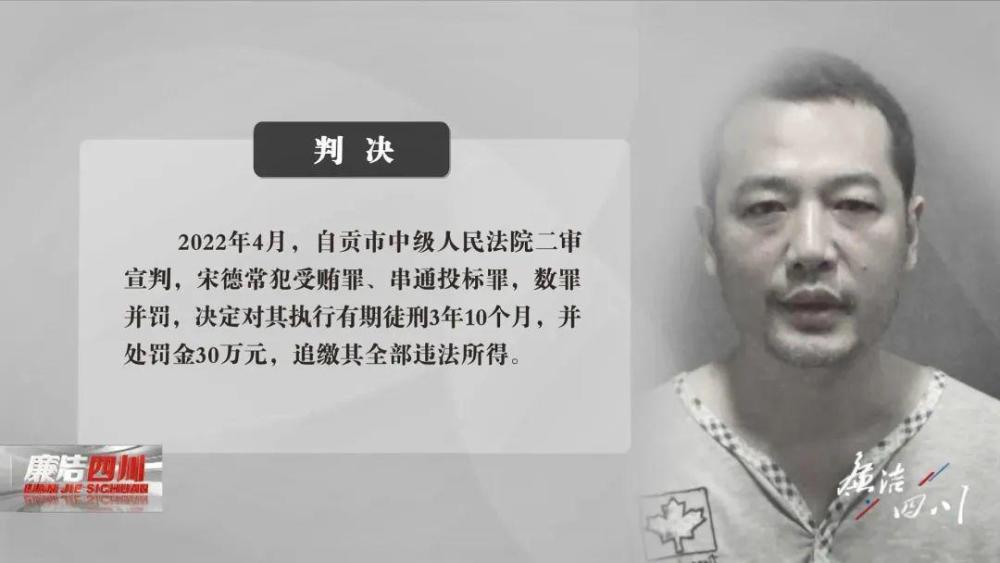 判决
2022年4月，自贡市中级人民法院二审
宣判，宋德常犯受贿罪、串通投标罪，数罪
并罚，决定对其执行有期徒刑3年10个月，并
处罚金30万元，追缴其全部违法所得。
廉洁四川
LIAN JIE SICHUAN
廉洁
四川